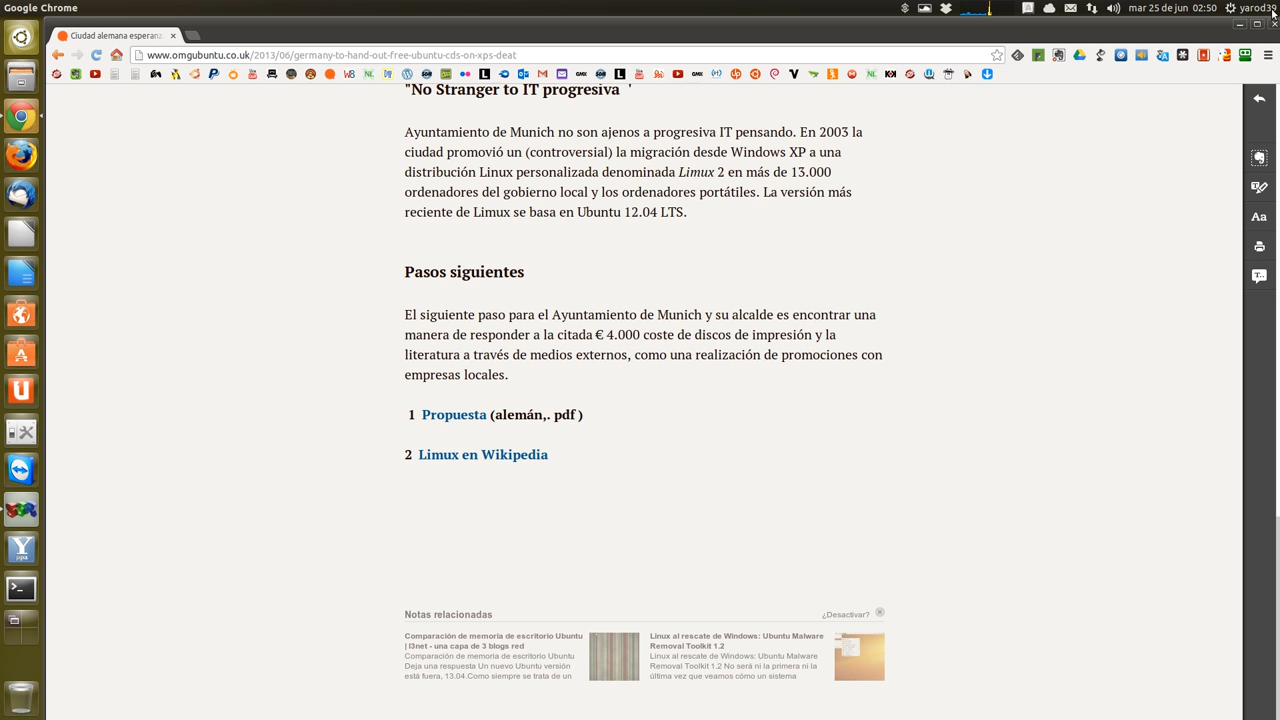 Google Chrome
mar 25 de jun 02:50
yarod39
Ciudad alemana esperanz
www.omgubuntu.co.uk/2013/06/germany-to-hand-out-free-ubuntu-cds-on-xps-deat
"No Stranger to IT progresiva '
Ayuntamiento de Munich no son ajenos a progresiva IT pensando. En 2003 la
ciudad promovió un (controversial) la migración desde Windows XP a una
distribución Linux personalizada denominada Limux 2 en más de 13.000
ordenadores del gobierno local y los ordenadores portátiles. La versión más
reciente de Limux se basa en Ubuntu 12.04 LTS.
Pasos siguientes
El siguiente paso para el Ayuntamiento de Munich y su alcalde es encontrar una
manera de responder a la citada € 4.000 coste de discos de impresión y la
literatura a través de medios externos, como una realización de promociones con
empresas locales.
1 Propuesta (alemán,. pdf )
2 Limux en Wikipedia
Notas relacionadas
¿Desactivar?
Comparación de memoria de escritorio Ubuntu
| l3net - una capa de 3 blogs red
Comparación de memoria de escritorio Ubuntu
Deja una respuesta Un nuevo Ubuntu versión
está fuera, 13.04.Como siempre se trata de un
Linux al rescate de Windows: Ubuntu Malware
Removal Toolkit 1.2
Linux al rescate de Windows: Ubuntu Malware
Removal Toolkit 1.2 No será ni la primera ni la
última vez que veamos cómo un sistema
Aa